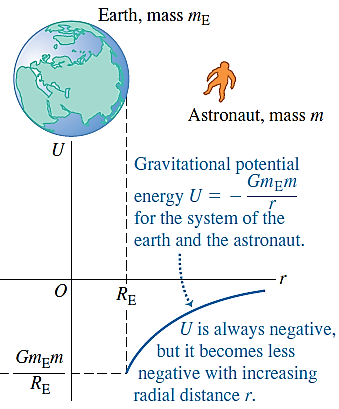 Earth, mass mE
Astronaut, mass m
U
Gravitational potential
energy U = − GmEm / r
for the system of the
earth and the astronaut.
r
O
RE
U is always negative,
but it becomes less
negative with increasing
radial distance r.
GmEm / RE